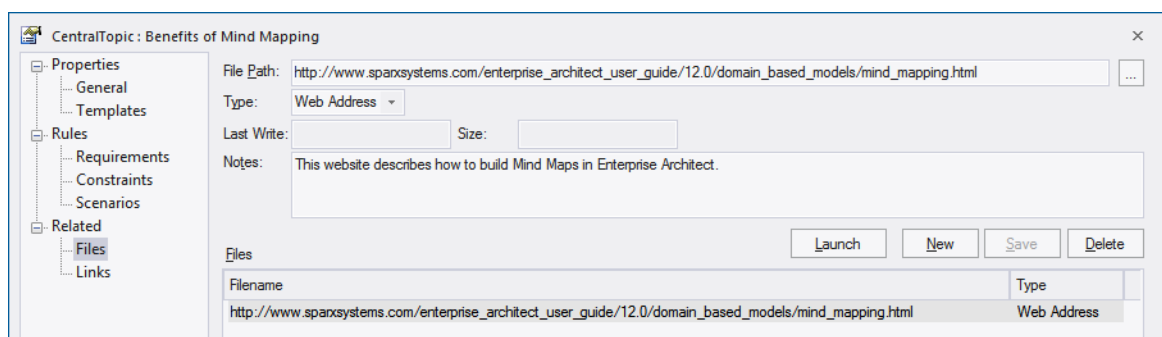 CentralTopic : Benefits of Mind Mapping
Properties
General
Templates
Rules
Requirements
Constraints
Scenarios
Related
Files
Links
File Path: http://www.sparxsystems.com/enterprise_architect_user_guide/12.0/domain_based_models/mind_mapping.html ...
Type: Web Address
Last Write: Size:
Notes: This website describes how to build Mind Maps in Enterprise Architect.
Launch New Save Delete
Files
Filename Type
http://www.sparxsystems.com/enterprise_architect_user_guide/12.0/domain_based_models/mind_mapping.html Web Address